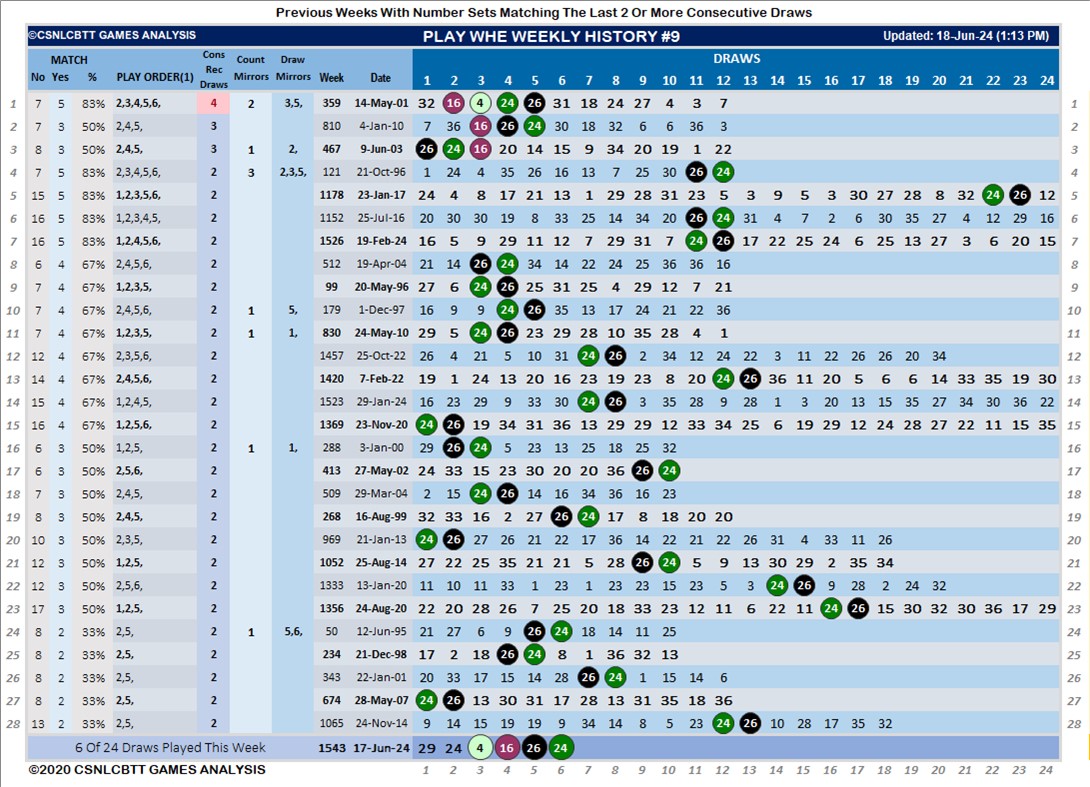 Previous Weeks With Number Sets Matching The Last 2 Or More Consecutive Draws
©CSNLCBTT GAMES ANALYSIS PLAY WHE WEEKLY HISTORY #9 Updated: 18-Jun-24 (1:13 PM)
MATCH Cons Rec Draws Count Mirrors Draw Mirrors DRAWS
No Yes % PLAY ORDER(1) Week Date 1 2 3 4 5 6 7 8 9 10 11 12 13 14 15 16 17 18 19 20 21 22 23 24
1 7 5 83% 2,3,4,5,6, 4 2 3,5, 359 14-May-01 32 16 4 24 26 31 18 24 27 4 3 7 1
2 7 3 50% 2,4,5, 3 810 4-Jan-10 7 36 16 26 24 30 18 32 6 6 36 3 2
3 8 3 50% 2,4,5, 3 1 2, 467 9-Jun-03 26 24 16 20 14 15 9 34 20 19 1 22 3
4 7 5 83% 2,3,4,5,6, 2 3 2,3,5, 121 21-Oct-96 1 24 4 35 26 16 13 7 25 30 26 24 4
5 15 5 83% 1,2,3,5,6, 2 1178 23-Jan-17 24 4 8 17 21 13 1 29 28 31 23 5 3 9 5 3 30 27 28 8 32 24 26 12 5
6 16 5 83% 1,2,3,4,5, 2 1152 25-Jul-16 20 30 30 19 8 33 25 14 34 20 26 24 31 4 7 2 6 30 35 27 4 12 29 16 6
7 16 5 83% 1,2,4,5,6, 2 1526 19-Feb-24 16 5 9 29 11 12 7 29 31 7 24 26 17 22 25 24 6 25 13 27 3 6 20 15 7
8 6 4 67% 2,4,5,6, 2 512 19-Apr-04 21 14 26 24 34 14 22 24 25 36 36 16 8
9 7 4 67% 1,2,3,5, 2 99 20-May-96 27 6 24 26 25 31 25 4 29 12 7 21 9
10 7 4 67% 2,4,5,6, 2 1 5, 179 1-Dec-97 16 9 9 24 26 35 13 17 24 21 22 36 10
11 7 4 67% 1,2,3,5, 2 1 1, 830 24-May-10 29 5 24 26 23 29 28 10 35 28 4 1 11
12 12 4 67% 2,3,5,6, 2 1457 25-Oct-22 26 4 21 5 10 31 24 26 2 34 12 24 22 3 11 22 26 26 20 34 12
13 14 4 67% 2,4,5,6, 2 1420 7-Feb-22 19 1 24 13 20 16 23 19 23 8 20 24 26 36 11 20 5 6 6 14 33 35 19 30 13
14 15 4 67% 1,2,4,5, 2 1523 29-Jan-24 16 23 29 9 33 30 24 26 3 35 28 9 28 1 3 20 13 15 35 27 34 30 36 22 14
15 16 4 67% 1,2,5,6, 2 1369 23-Nov-20 24 26 19 34 31 36 13 29 29 12 33 34 25 6 19 29 12 24 28 27 22 11 15 35 15
16 6 3 50% 1,2,5, 2 1 1, 288 3-Jan-00 29 26 24 5 23 13 25 18 25 32 16
17 6 3 50% 2,5,6, 2 413 27-May-02 24 33 15 23 30 20 20 36 26 24 17
18 7 3 50% 2,4,5, 2 509 29-Mar-04 2 15 24 26 14 16 34 36 16 23 18
19 8 3 50% 2,4,5, 2 268 16-Aug-99 32 33 16 2 27 26 24 17 8 18 20 20 19
20 10 3 50% 2,3,5, 2 969 21-Jan-13 24 26 27 26 21 22 17 36 14 22 21 22 26 31 4 33 11 26 20
21 12 3 50% 2,4,5, 2 1052 25-Aug-14 27 22 25 35 21 21 5 28 26 24 5 9 13 30 29 2 35 34 21
22 12 3 50% 2,5,6, 2 1333 13-Jan-20 11 10 11 33 1 23 1 23 23 15 23 5 3 24 26 9 28 2 24 32 22
23 17 3 50% 1,2,5, 2 1356 24-Aug-20 22 20 28 26 7 25 20 18 33 23 12 11 6 22 11 24 26 15 30 32 30 36 17 29 23
24 8 2 33% 2,5, 2 1 5,6, 50 12-Jun-95 21 27 6 9 26 24 18 14 11 25 24
25 8 2 33% 2,5, 2 234 21-Dec-98 17 2 18 26 24 8 1 36 32 13 25
26 8 2 33% 2,5, 2 343 22-Jan-01 20 33 17 15 14 28 26 24 1 15 14 6 26
27 8 2 33% 2,5, 2 674 28-May-07 24 26 13 30 31 17 28 13 31 35 18 36 27
28 13 2 33% 2,5, 2 1065 24-Nov-14 9 14 15 19 19 9 34 14 8 5 23 24 26 10 28 17 35 32 28
6 Of 24 Draws Played This Week 1543 17-Jun-24 29 24 4 16 26 24
©2020 CSNLCBTT GAMES ANALYSIS 1 2 3 4 5 6 7 8 9 10 11 12 13 14 15 16 17 18 19 20 21 22 23 24